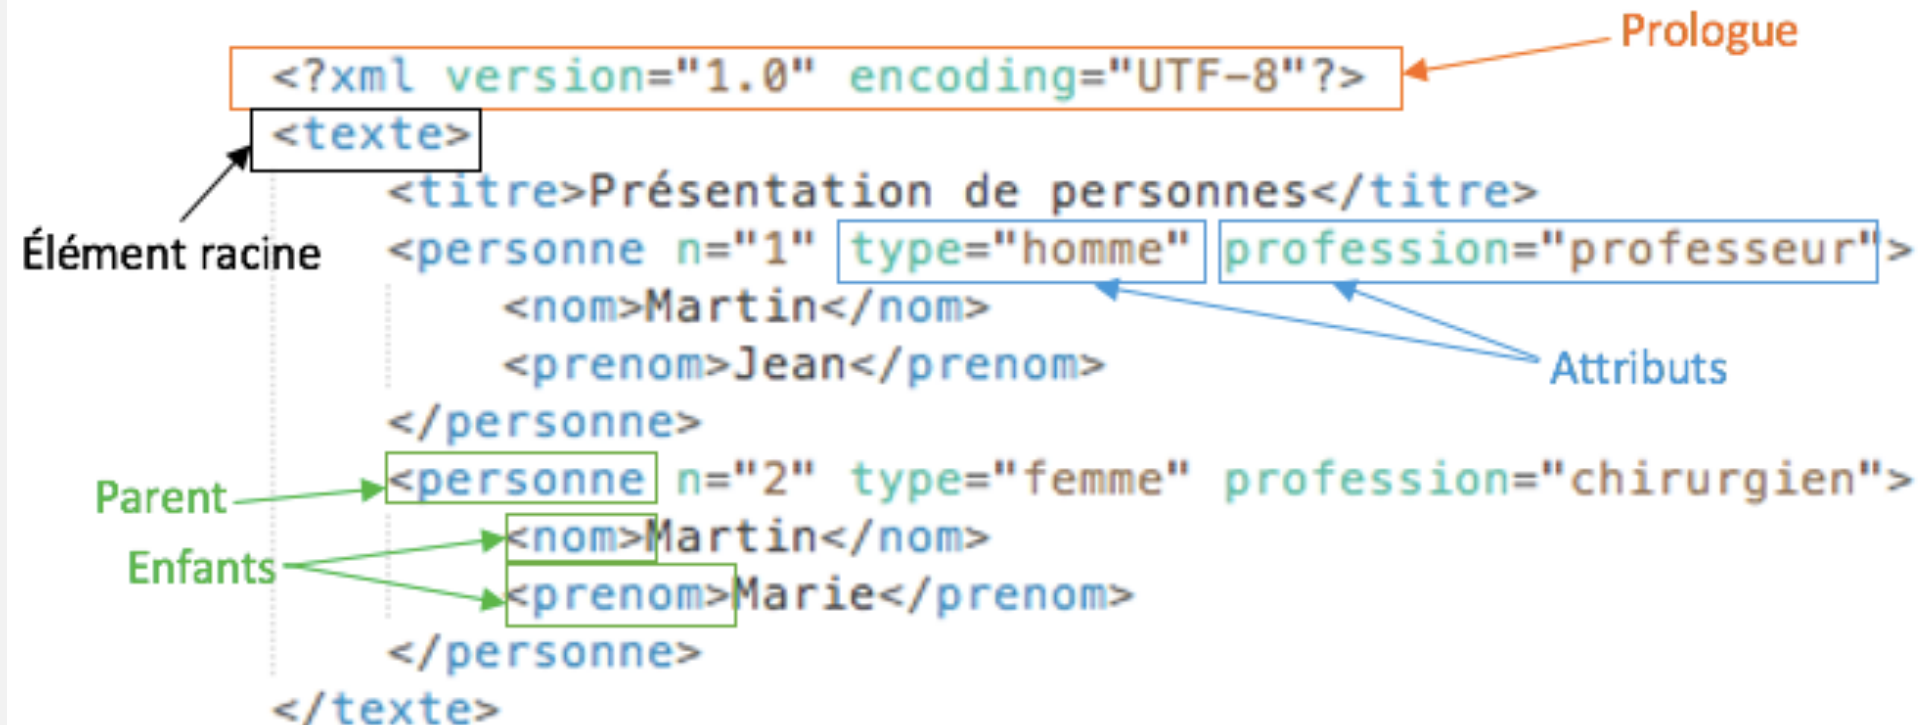 Prologue
<?xml version="1.0" encoding="UTF-8"?>
<texte>
<titre>Présentation de personnes</titre>
Élément racine
<personne n="1" type="homme" profession="professeur">
<nom>Martin</nom>
<prenom>Jean</prenom>
Attributs
</personne>
Parent
<personne n="2" type="femme" profession="chirurgien">
<nom>Martin</nom>
Enfants
<prenom>Marie</prenom>
</personne>
</texte>